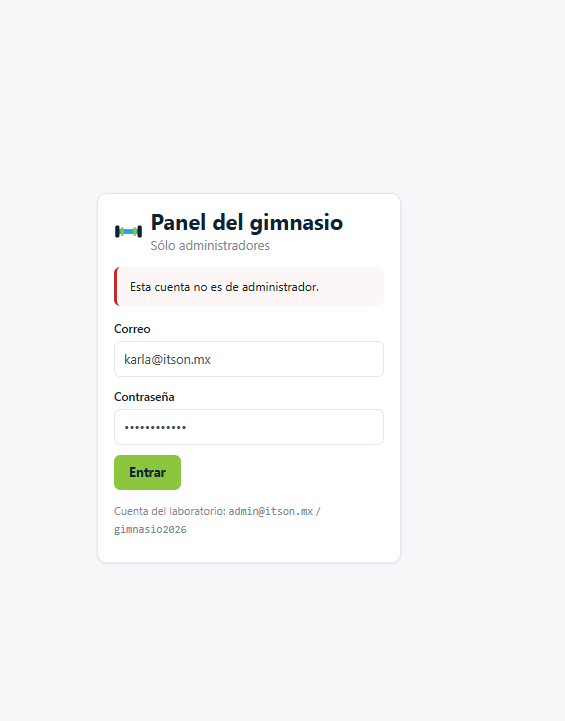 Panel del gimnasio
Sólo administradores
Esta cuenta no es de administrador.
Correo
karla@itson.mx
Contraseña
••••••••••••
Entrar
Cuenta del laboratorio: admin@itson.mx /
gimnasio2026